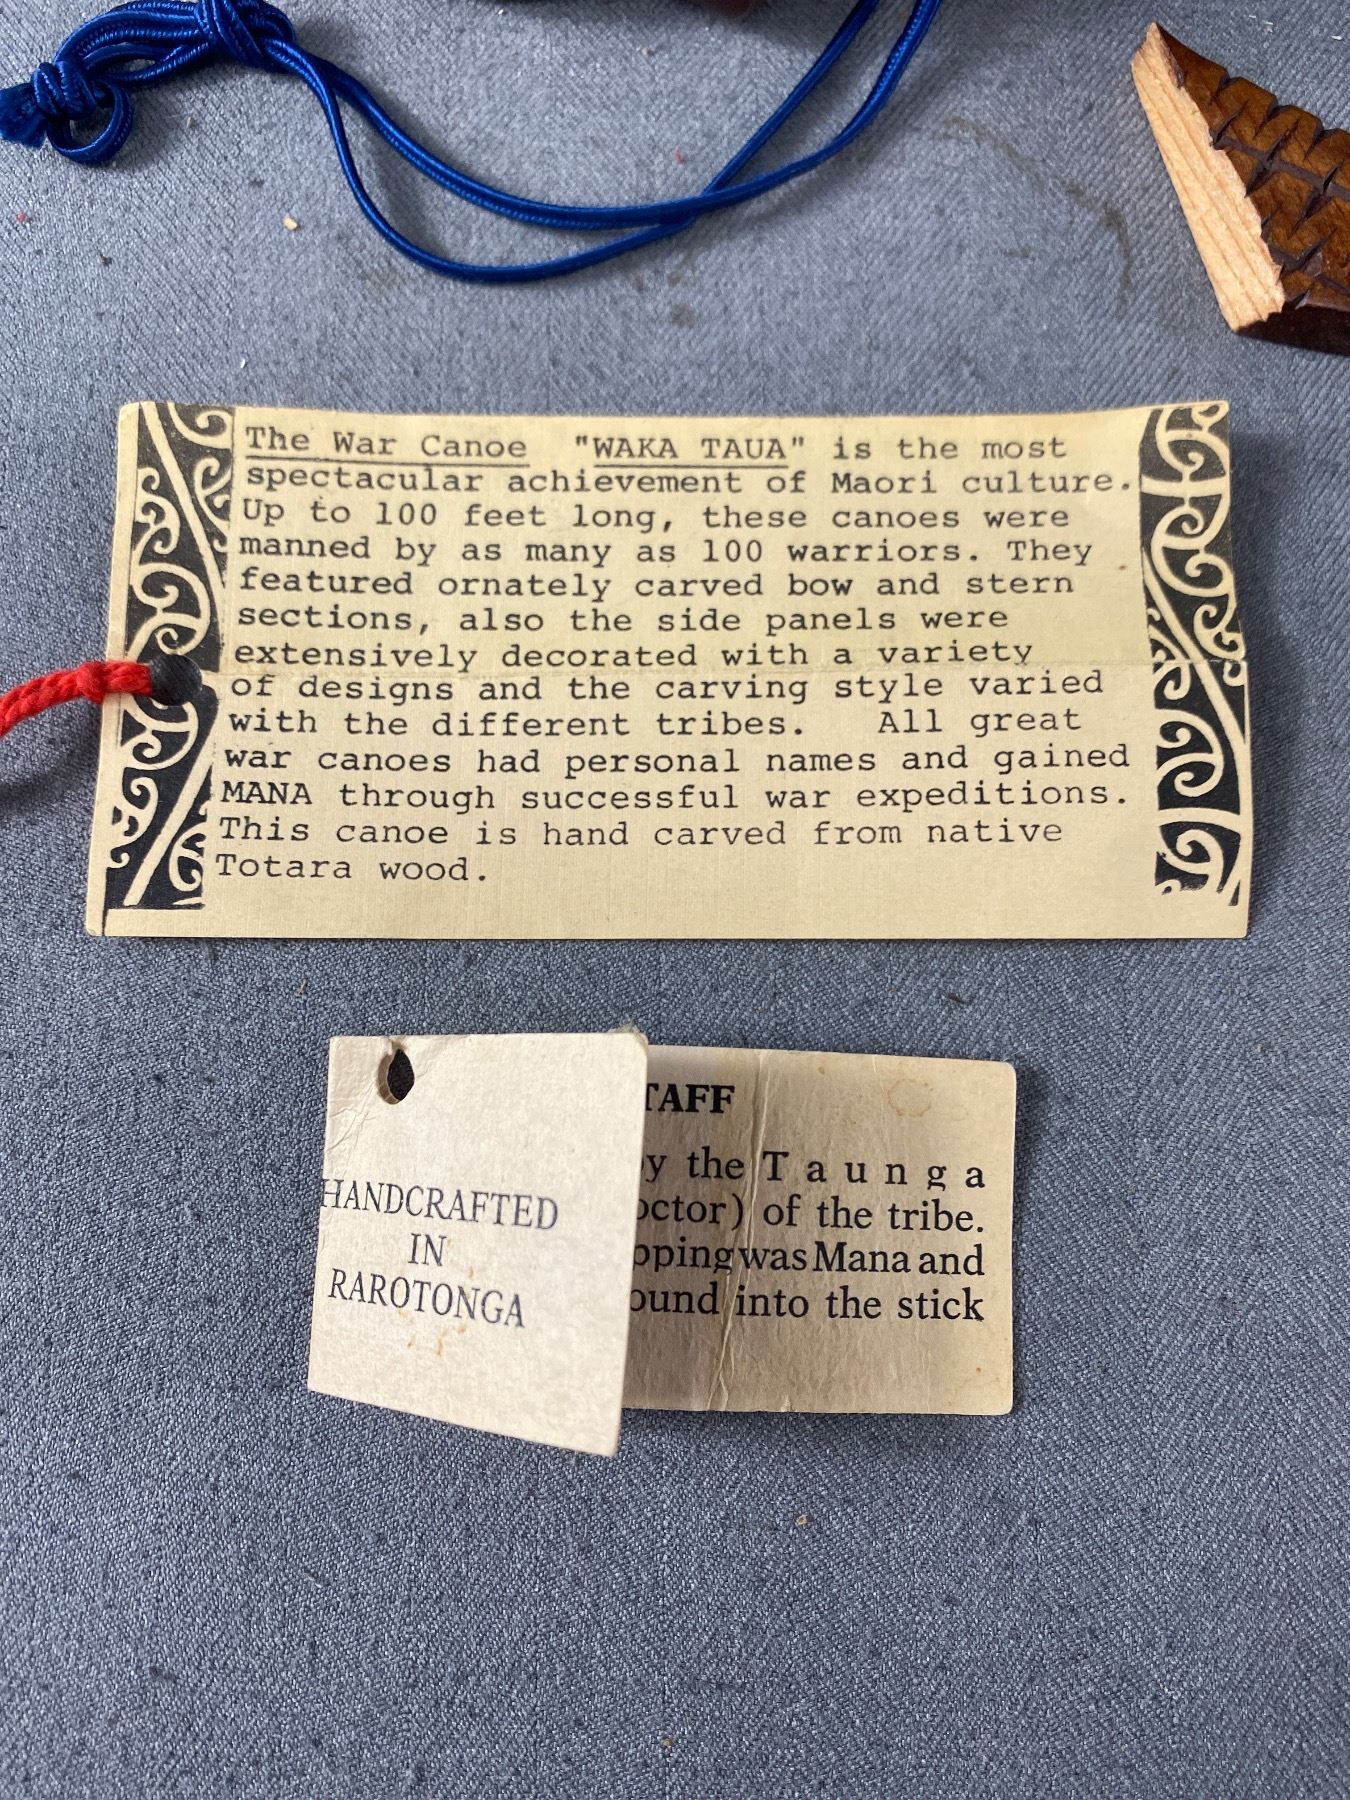 The War Canoe "WAKA TAUA" is the most
spectacular achievement of Maori culture.
Up to 100 feet long, these canoes were
manned by as many as 100 warriors. They
featured ornately carved bow and stern
sections, also the side panels were
extensively decorated with a variety
of designs and the carving style varied
with the different tribes. All great
war canoes had personal names and gained
MANA through successful war expeditions.
This canoe is hand carved from native
Totara wood.
HANDCRAFTED
IN
RAROTONGA
TAFF
y the Taunga
octor) of the tribe.
pping was Mana and
ound into the stick